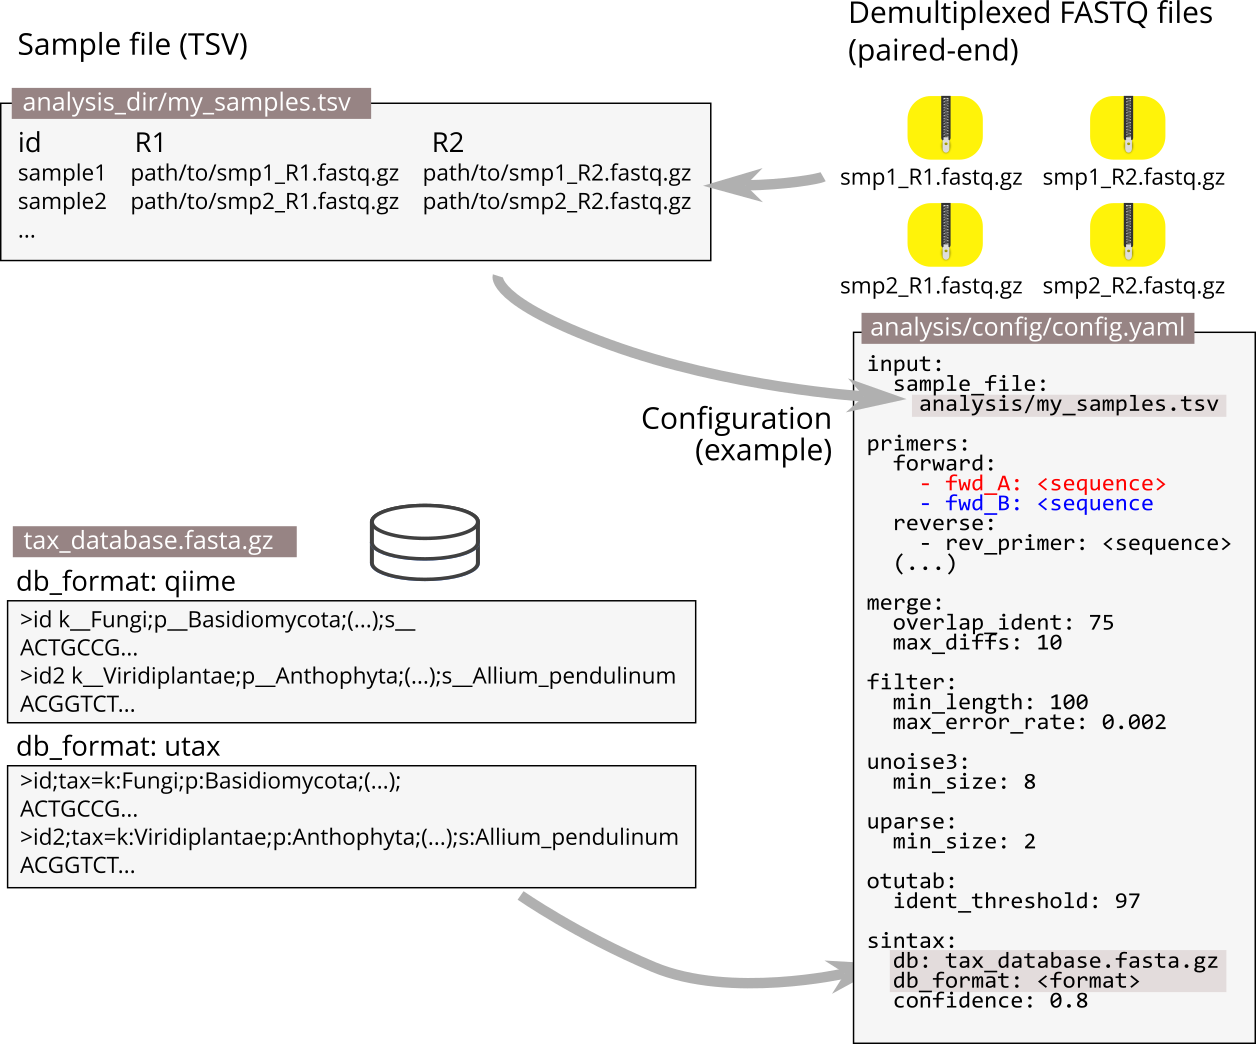 Sample file (TSV)
analysis_dir/my_samples.tsv
id R1 R2
sample1 path/to/smp1_R1.fastq.gz path/to/smp1_R2.fastq.gz
sample2 path/to/smp2_R1.fastq.gz path/to/smp2_R2.fastq.gz
...
Demultiplexed FASTQ files
(paired-end)
smp1_R1.fastq.gz smp1_R2.fastq.gz
smp2_R1.fastq.gz smp2_R2.fastq.gz
Configuration
(example)
analysis/config/config.yaml
input:
sample_file:
analysis/my_samples.tsv
primers:
forward:
- fwd_A: <sequence>
- fwd_B: <sequence
reverse:
- rev_primer: <sequence>
(...)
merge:
overlap_ident: 75
max_diffs: 10
filter:
min_length: 100
max_error_rate: 0.002
unoise3:
min_size: 8
uparse:
min_size: 2
otutab:
ident_threshold: 97
sintax:
db: tax_database.fasta.gz
db_format: <format>
confidence: 0.8
tax_database.fasta.gz
db_format: qiime
>id k__Fungi;p__Basidiomycota;(...);s__
ACTGCCG...
>id2 k__Viridiplantae;p__Anthophyta;(...);s__Allium_pendulinum
ACGGTCT...
db_format: utax
>id;tax=k:Fungi;p:Basidiomycota;(...);
ACTGCCG...
>id2;tax=k:Viridiplantae;p:Anthophyta;(...);s:Allium_pendulinum
ACGGTCT...